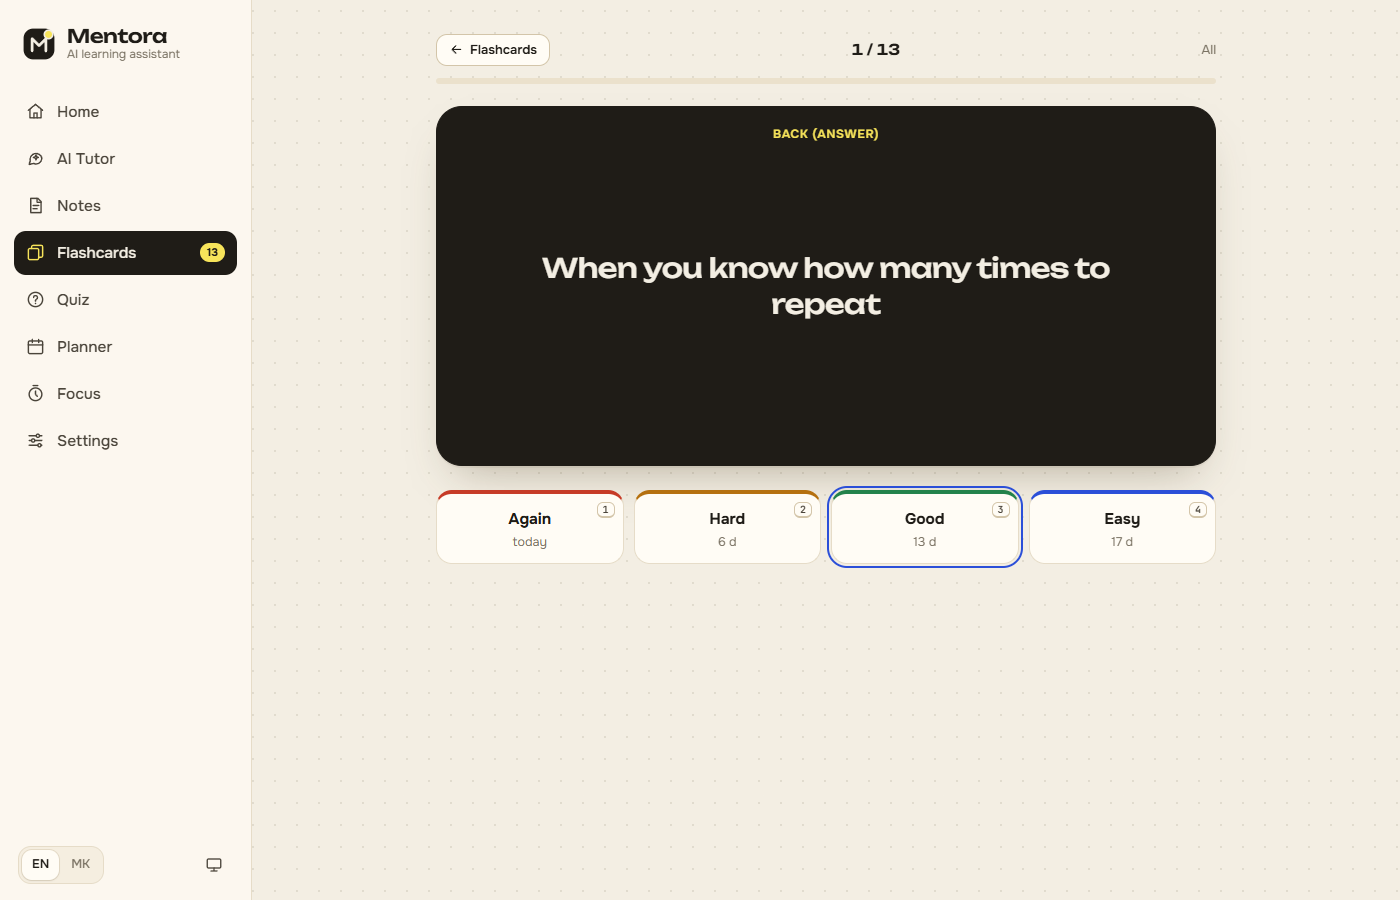 Mentora
AI learning assistant
Home
AI Tutor
Notes
Flashcards 13
Quiz
Planner
Focus
Settings
EN MK
← Flashcards
1 / 13
All
BACK (ANSWER)
When you know how many times to
repeat
Again 1
today
Hard 2
6 d
Good 3
13 d
Easy 4
17 d